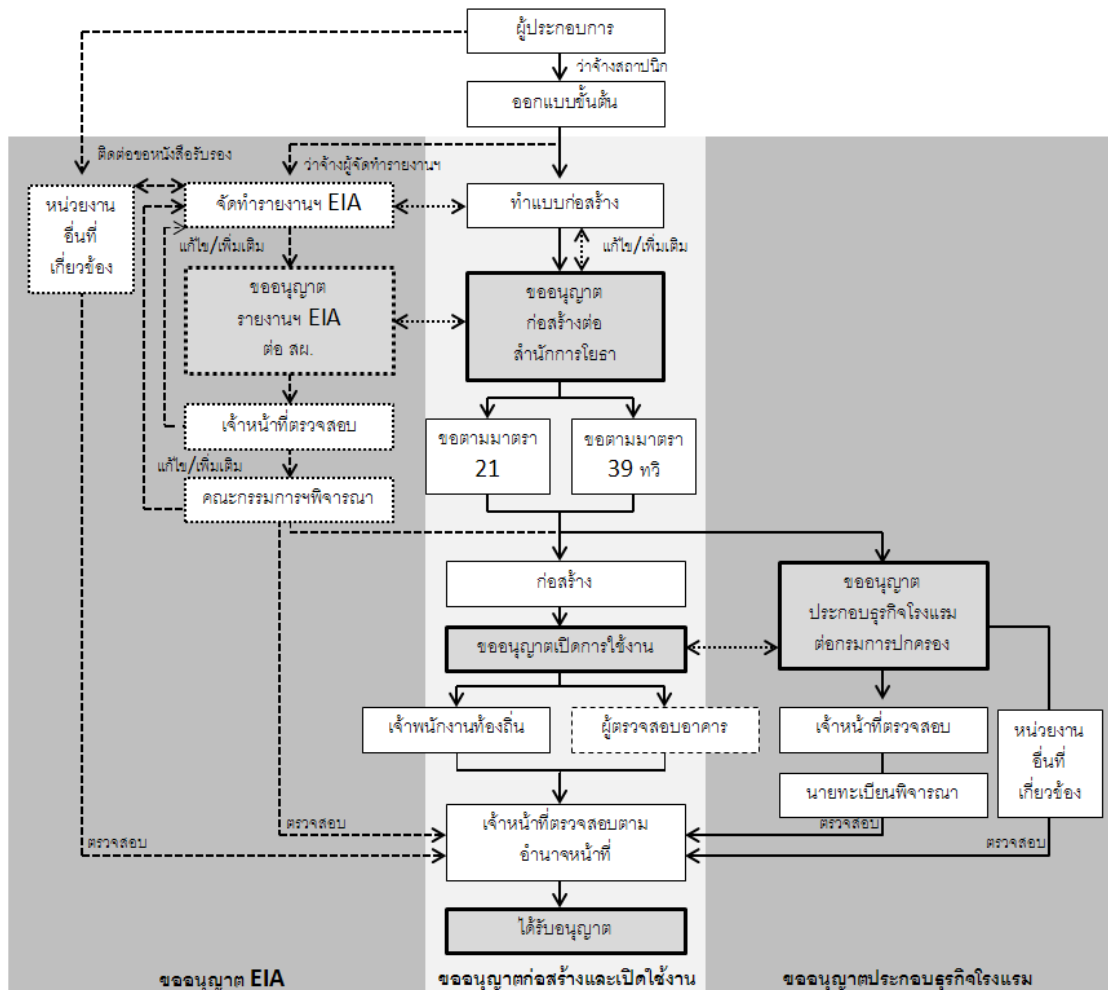 ผู้ประกอบการ
ว่าจ้างสถาปนิก
ออกแบบขั้นต้น
ติดต่อขอหนังสือรับรอง
ว่าจ้างผู้จัดทำรายงานฯ
หน่วยงาน
อื่นที่
เกี่ยวข้อง
จัดทำรายงานฯ EIA
ทำแบบก่อสร้าง
แก้ไข/เพิ่มเติม
แก้ไข/เพิ่มเติม
ขออนุญาต
รายงานฯ EIA
ต่อ สผ.
ขออนุญาต
ก่อสร้างต่อ
สำนักการโยธา
เจ้าหน้าที่ตรวจสอบ
ขอตามมาตรา
21
ขอตามมาตรา
39 ทวิ
แก้ไข/เพิ่มเติม
คณะกรรมการฯพิจารณา
ก่อสร้าง
ขออนุญาต
ประกอบธุรกิจโรงแรม
ต่อกรมการปกครอง
ขออนุญาตเปิดการใช้งาน
เจ้าพนักงานท้องถิ่น
ผู้ตรวจสอบอาคาร
เจ้าหน้าที่ตรวจสอบ
หน่วยงาน
อื่นที่
เกี่ยวข้อง
นายทะเบียนพิจารณา
เจ้าหน้าที่ตรวจสอบตาม
อำนาจหน้าที่
ตรวจสอบ
ตรวจสอบ
ตรวจสอบ
ตรวจสอบ
ได้รับอนุญาต
ขออนุญาต EIA
ขออนุญาตก่อสร้างและเปิดใช้งาน
ขออนุญาตประกอบธุรกิจโรงแรม